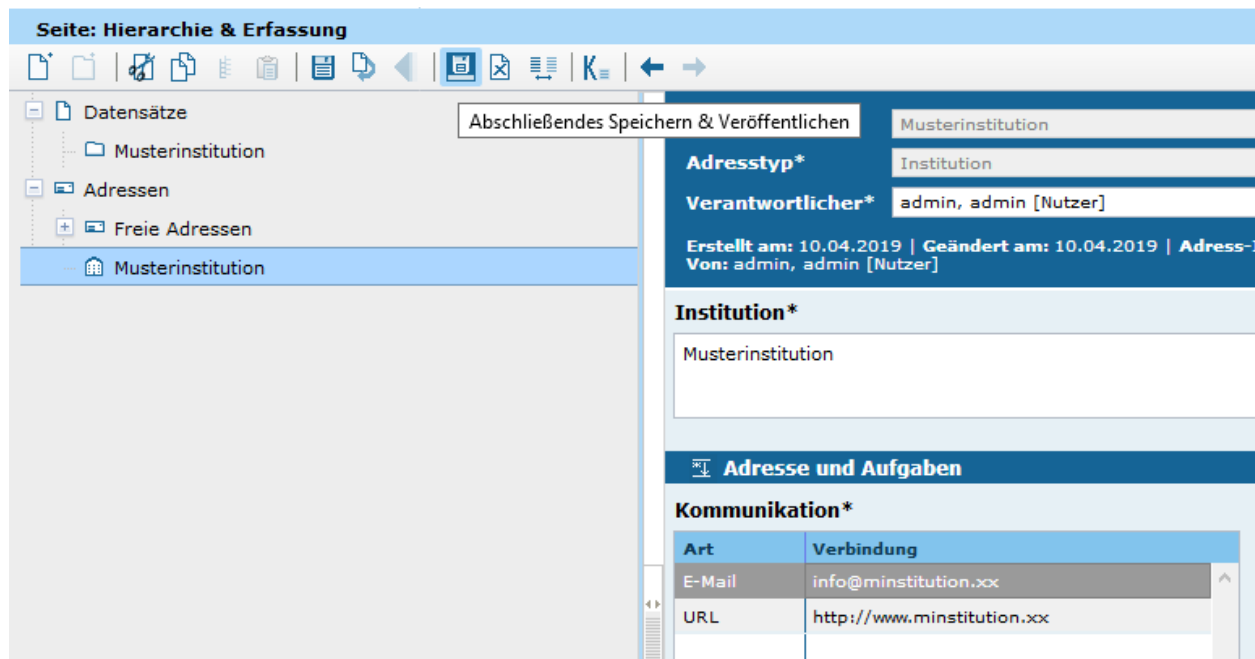 Seite: Hierarchie & Erfassung
K
Datensätze
Abschließendes Speichern & Veröffentlichen
Musterinstitution
Musterinstitution
Adresstyp*
Institution
Adressen
Verantwortlicher*
admin, admin [Nutzer]
Freie Adressen
Erstellt am: 10.04.2019 | Geändert am: 10.04.2019 | Adress-
Von: admin, admin [Nutzer]
Musterinstitution
Institution*
Musterinstitution
Adresse und Aufgaben
Kommunikation*
Art Verbindung
E-Mail info@minstitution.xx
URL http://www.minstitution.xx